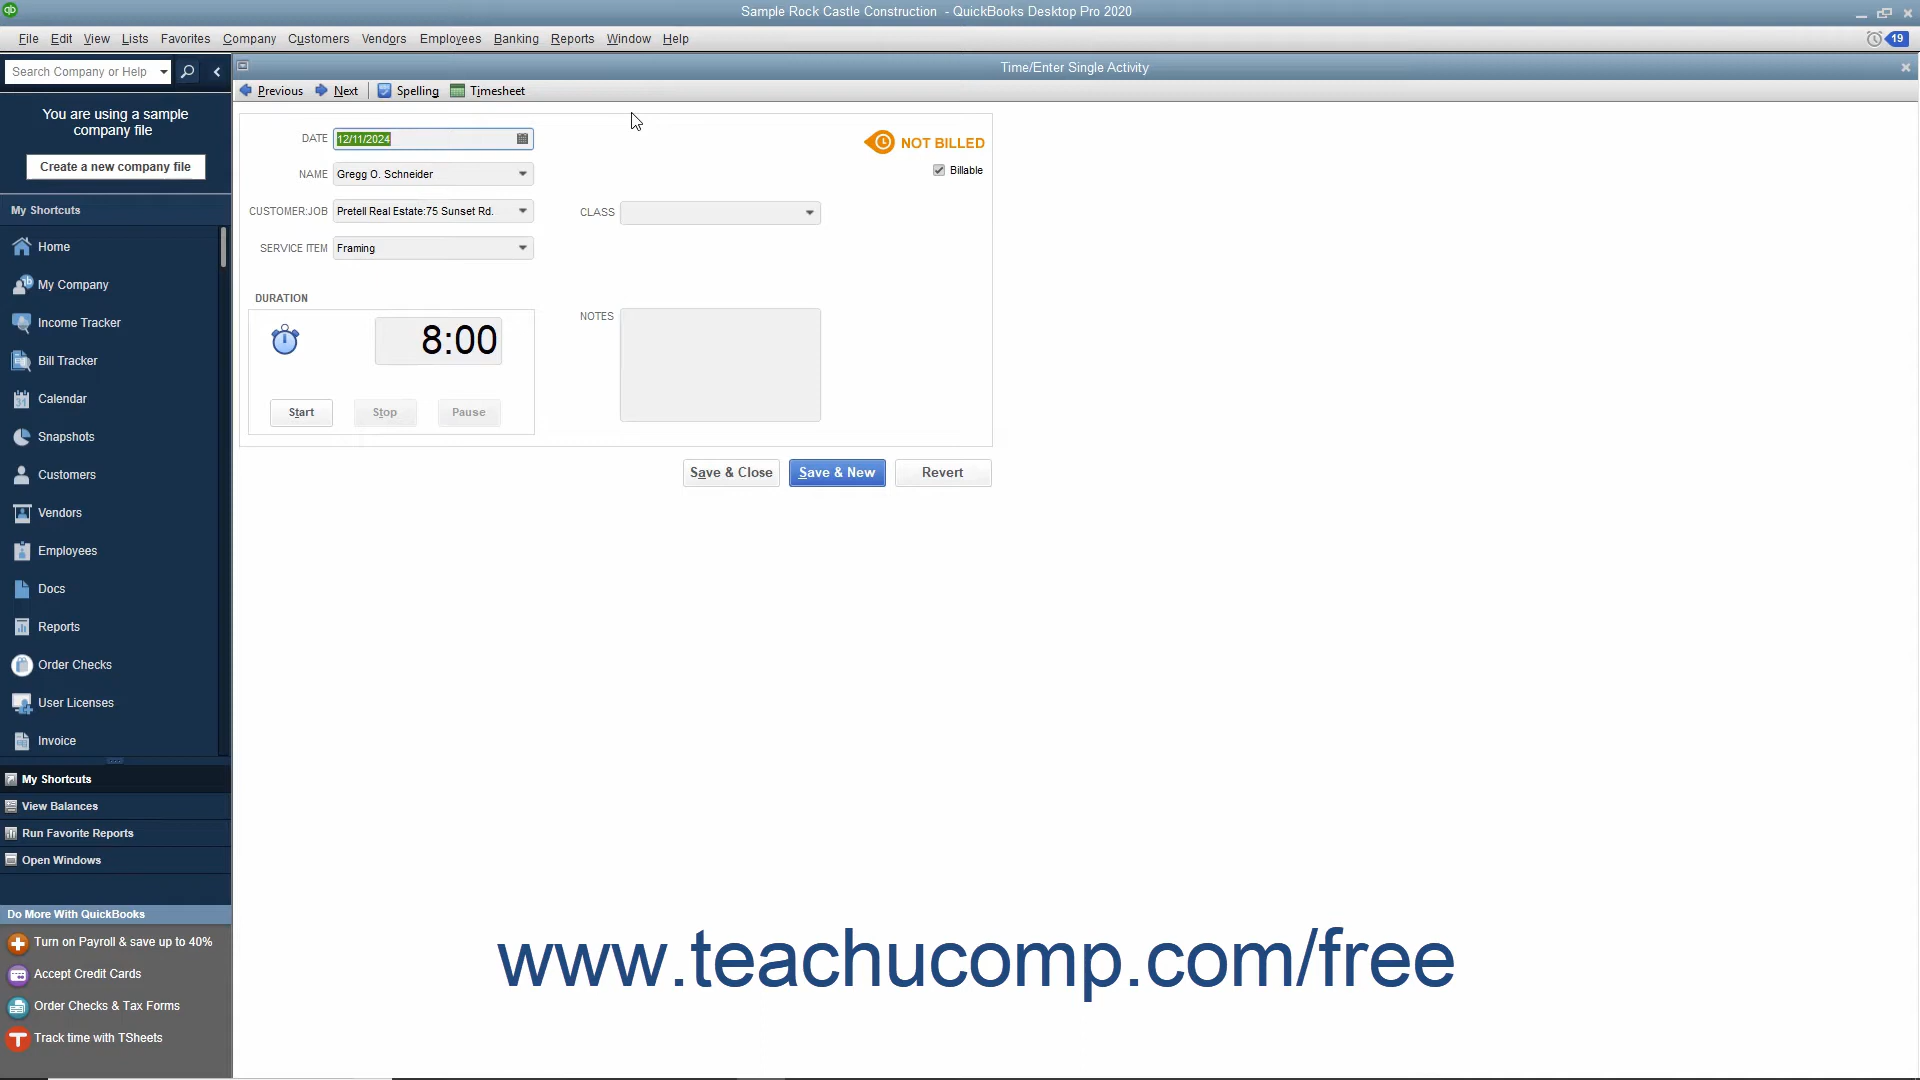 Sample Rock Castle Construction - QuickBooks Desktop Pro 2020
File Edit View Lists Favorites Company Customers Vendors Employees Banking Reports Window Help
19
Search Company or Help
Time/Enter Single Activity
Previous Next Spelling Timesheet
You are using a sample
company file
Create a new company file
My Shortcuts
Home
My Company
Income Tracker
Bill Tracker
Calendar
Snapshots
Customers
Vendors
Employees
Docs
Reports
Order Checks
User Licenses
Invoice
My Shortcuts
View Balances
Run Favorite Reports
Open Windows
Do More With QuickBooks
Turn on Payroll & save up to 40%
Accept Credit Cards
Order Checks & Tax Forms
Track time with TSheets
DATE 12/11/2024
NOT BILLED
Billable
NAME Gregg O. Schneider
CUSTOMER:JOB Pretell Real Estate:75 Sunset Rd.
CLASS
SERVICE ITEM Framing
DURATION
8:00
Start Stop Pause
NOTES
Save & Close Save & New Revert
www.teachucomp.com/free